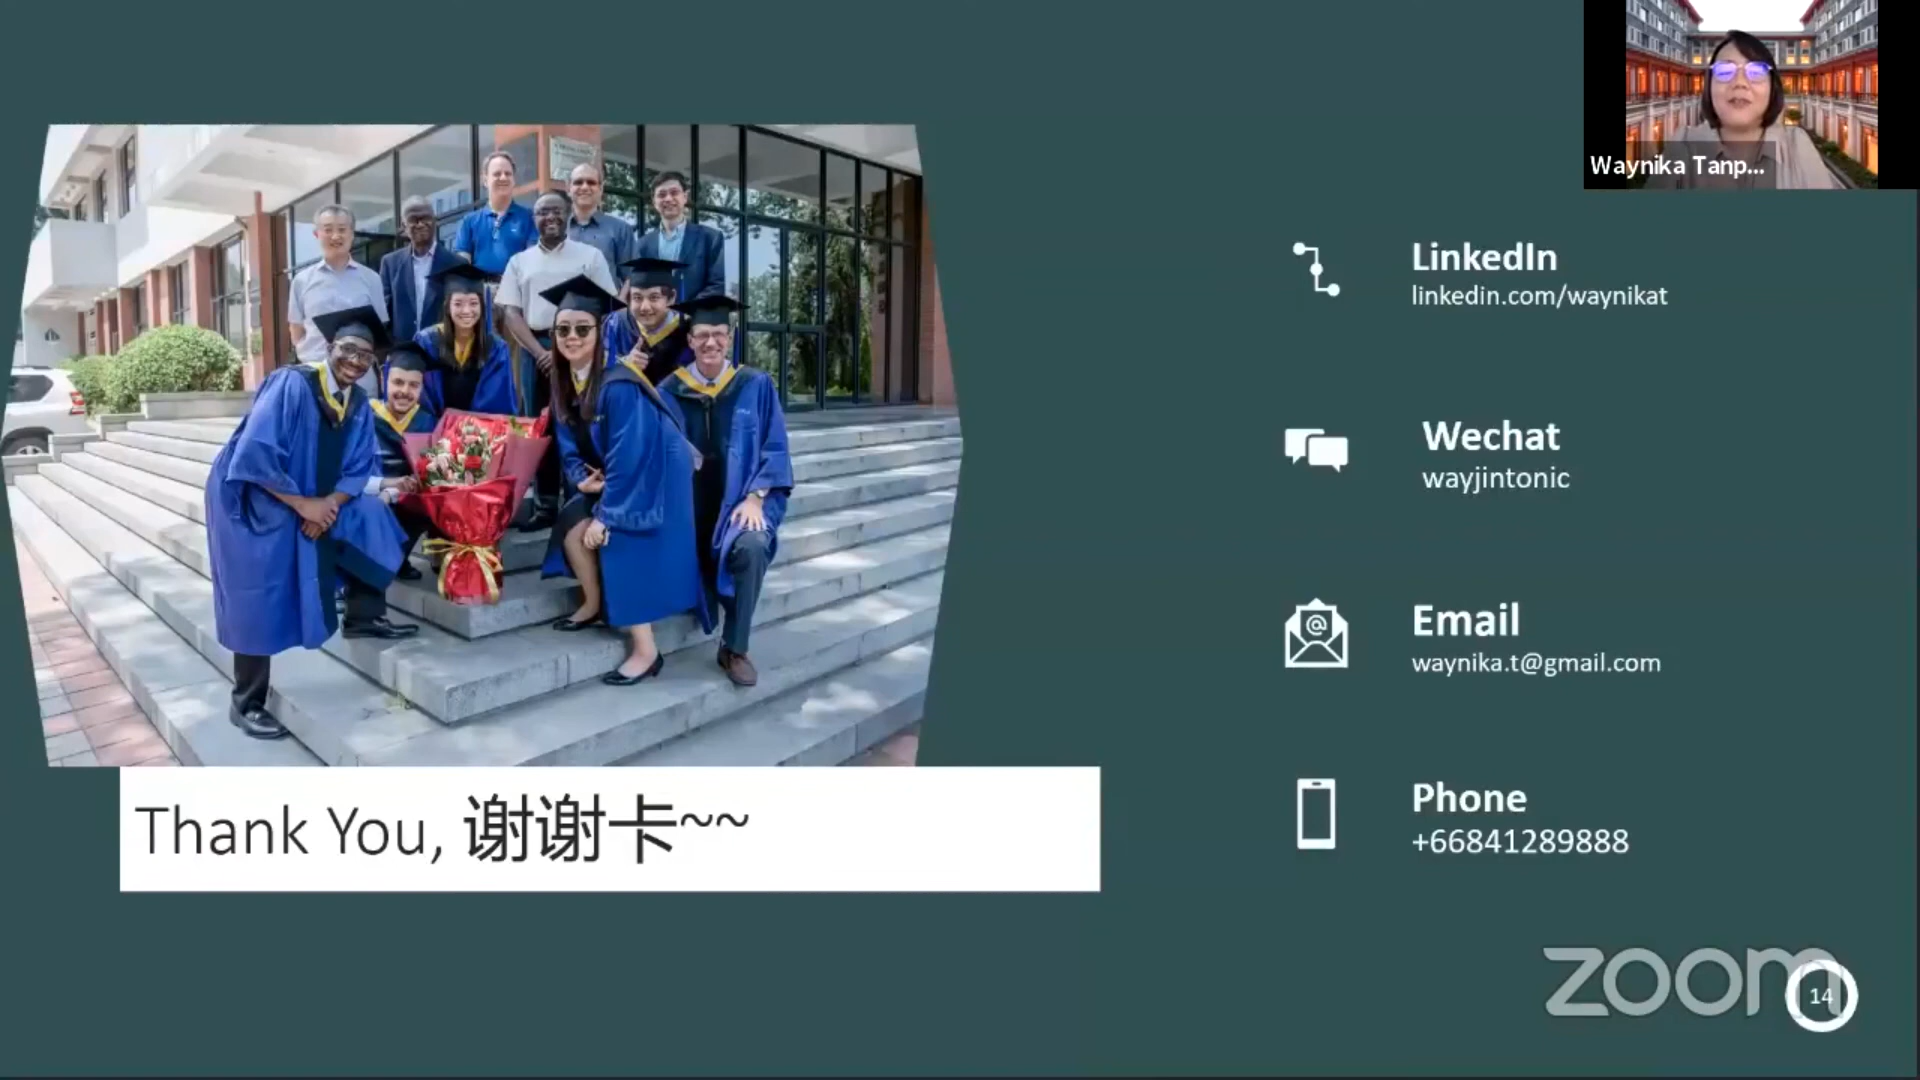 Waynika Tanp...
LinkedIn
linkedin.com/waynikat
Wechat
wayjintonic
Email
waynika.t@gmail.com
Phone
+66841289888
Thank You, 谢谢卡~~
zoom
14